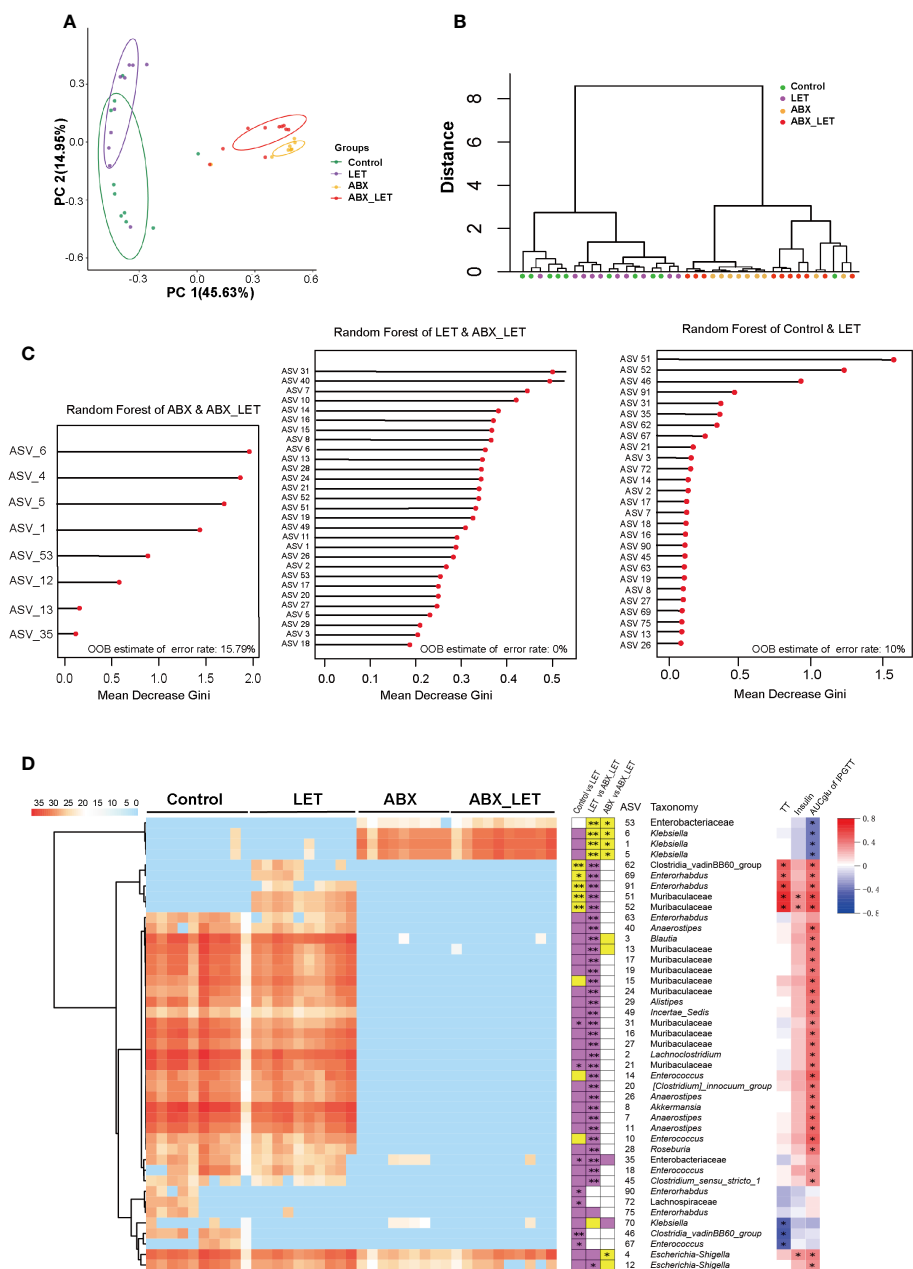 A
PC 2(14.95%)
0.3
0.0
-0.3
-0.6
-0.3
0.0
0.3
0.6
PC 1(45.63%)
Groups
Control
LET
ABX
ABX_LET
B
Distance
8
6
4
2
0
Control
LET
ABX
ABX_LET
C
Random Forest of ABX & ABX_LET
ASV_6
ASV_4
ASV_5
ASV_1
ASV_53
ASV_12
ASV_13
ASV_35
OOB estimate of error rate: 15.79%
0.0 0.5 1.0 1.5 2.0
Mean Decrease Gini
Random Forest of LET & ABX_LET
ASV 31
ASV 40
ASV 7
ASV 10
ASV 14
ASV 16
ASV 15
ASV 8
ASV 6
ASV 13
ASV 28
ASV 24
ASV 21
ASV 52
ASV 51
ASV 19
ASV 49
ASV 11
ASV 1
ASV 26
ASV 2
ASV 53
ASV 17
ASV 20
ASV 27
ASV 5
ASV 29
ASV 3
ASV 18
OOB estimate of error rate: 0%
0.0 0.1 0.2 0.3 0.4 0.5
Mean Decrease Gini
Random Forest of Control & LET
ASV 51
ASV 52
ASV 46
ASV 91
ASV 31
ASV 35
ASV 62
ASV 67
ASV 21
ASV 3
ASV 72
ASV 14
ASV 2
ASV 17
ASV 7
ASV 18
ASV 16
ASV 90
ASV 45
ASV 63
ASV 19
ASV 8
ASV 27
ASV 69
ASV 75
ASV 13
ASV 26
OOB estimate of error rate: 10%
0.0 0.5 1.0 1.5
Mean Decrease Gini
D
35 30 25 20 15 10 5 0
Control LET ABX ABX_LET
Control vs LET
LET vs ABX_LET
ABX vs ABX_LET
ASV Taxonomy
TT
Insulin
AUCglu of IPGTT
53 Enterobacteriaceae
6 Klebsiella
1 Klebsiella
5 Klebsiella
62 Clostridia_vadinBB60_group
69 Enterorhabdus
91 Enterorhabdus
51 Muribaculaceae
52 Muribaculaceae
63 Enterorhabdus
40 Anaerostipes
3 Blautia
13 Muribaculaceae
17 Muribaculaceae
19 Muribaculaceae
15 Muribaculaceae
24 Muribaculaceae
29 Alistipes
49 Incertae_Sedis
31 Muribaculaceae
16 Muribaculaceae
27 Muribaculaceae
2 Lachnoclostridium
21 Muribaculaceae
14 Enterococcus
20 [Clostridium]_innocuum_group
26 Anaerostipes
8 Akkermansia
7 Anaerostipes
11 Anaerostipes
10 Enterococcus
28 Roseburia
35 Enterobacteriaceae
18 Enterococcus
45 Clostridium_sensu_stricto_1
90 Enterorhabdus
72 Lachnospiraceae
75 Enterorhabdus
70 Klebsiella
46 Clostridia_vadinBB60_group
67 Enterococcus
4 Escherichia-Shigella
12 Escherichia-Shigella
0.8
0.4
0
-0.4
-0.8